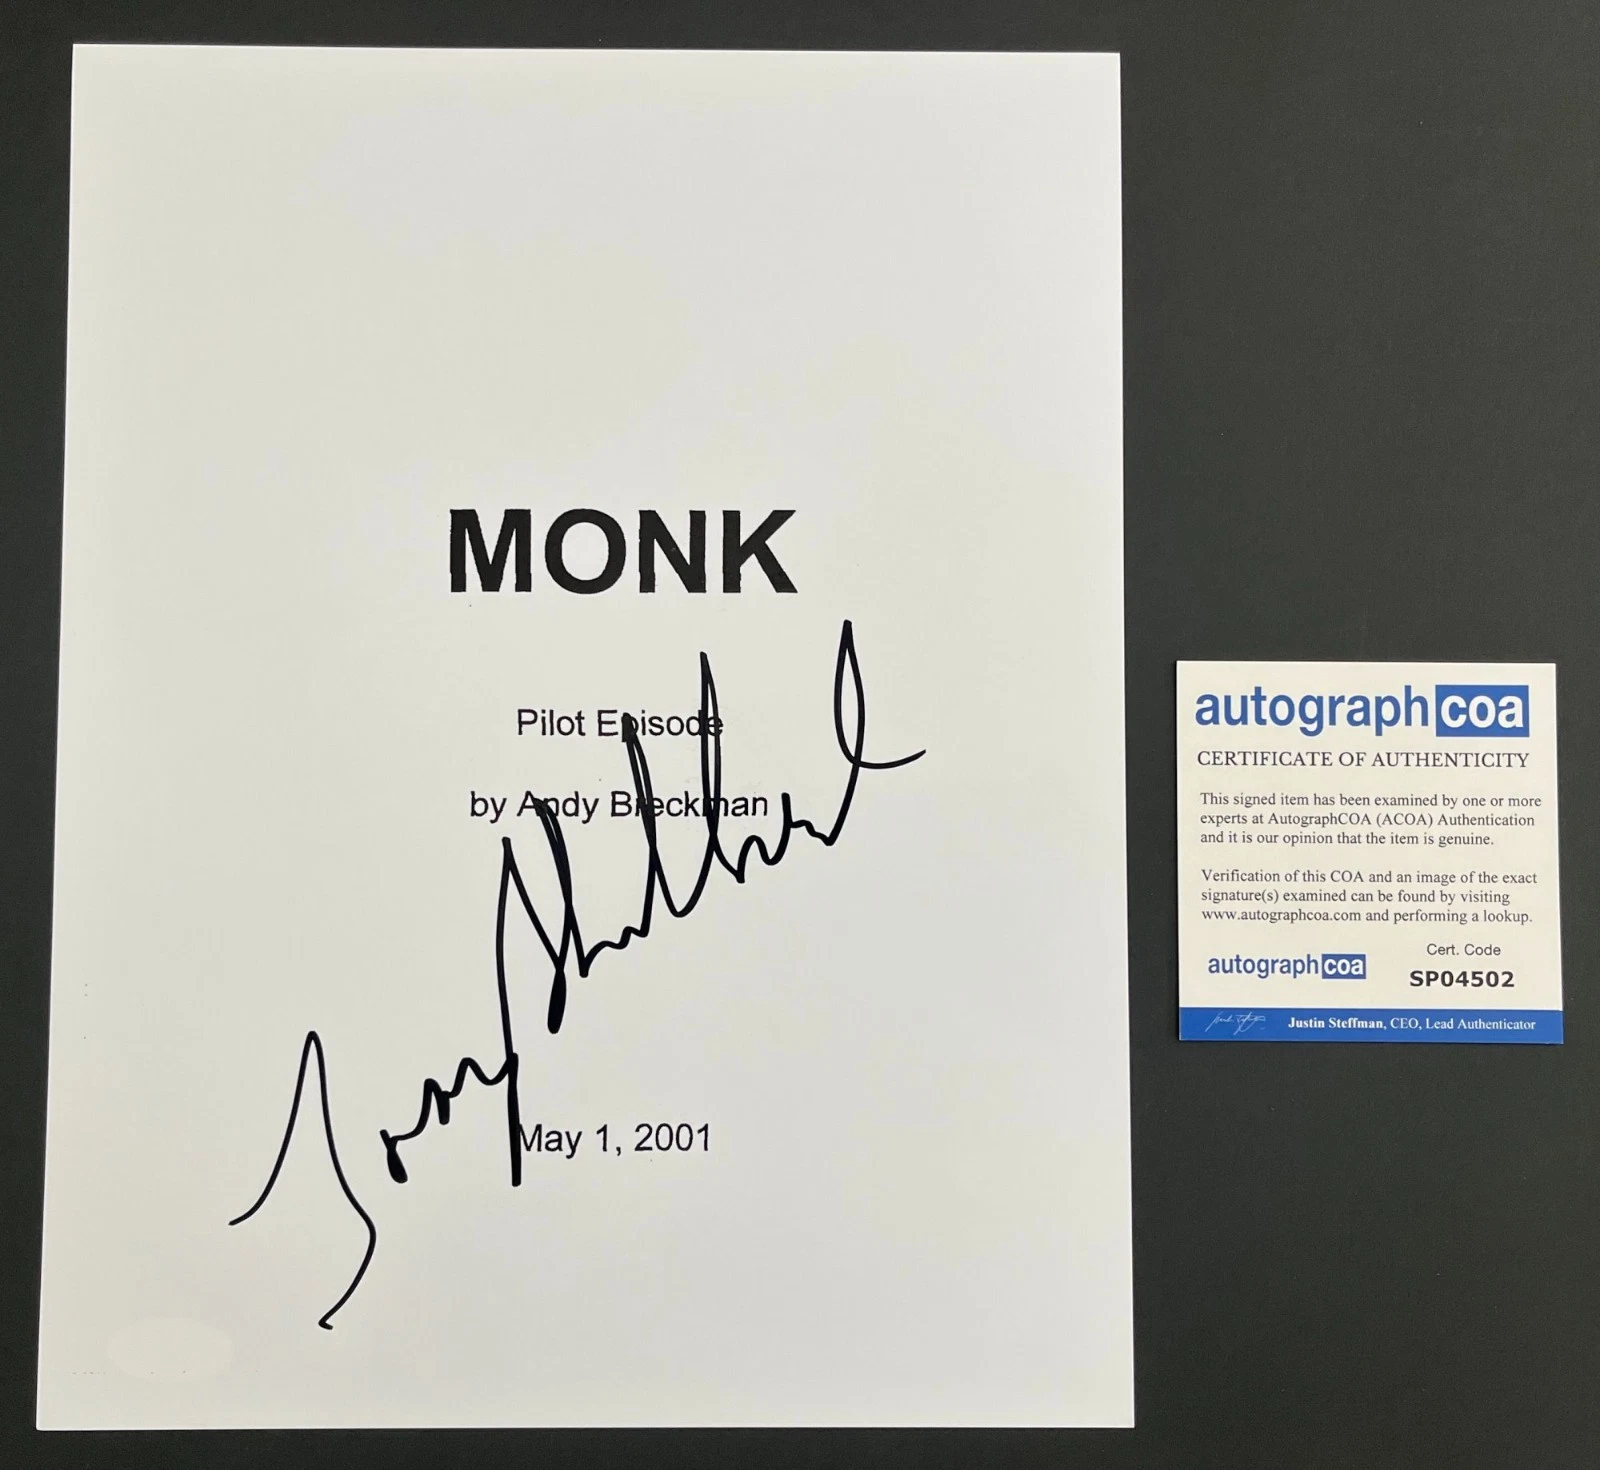 MONK
Pilot Episode
by Andy Breckman
Tony Shalhoub
May 1, 2001
autographcoa
CERTIFICATE OF AUTHENTICITY
This signed item has been examined by one or more
experts at AutographCOA (ACOA) Authentication
and it is our opinion that the item is genuine.
Verification of this COA and an image of the exact
signature(s) examined can be found by visiting
www.autographcoa.com and performing a lookup.
autographcoa
Cert. Code
SP04502
Justin Steffman, CEO, Lead Authenticator